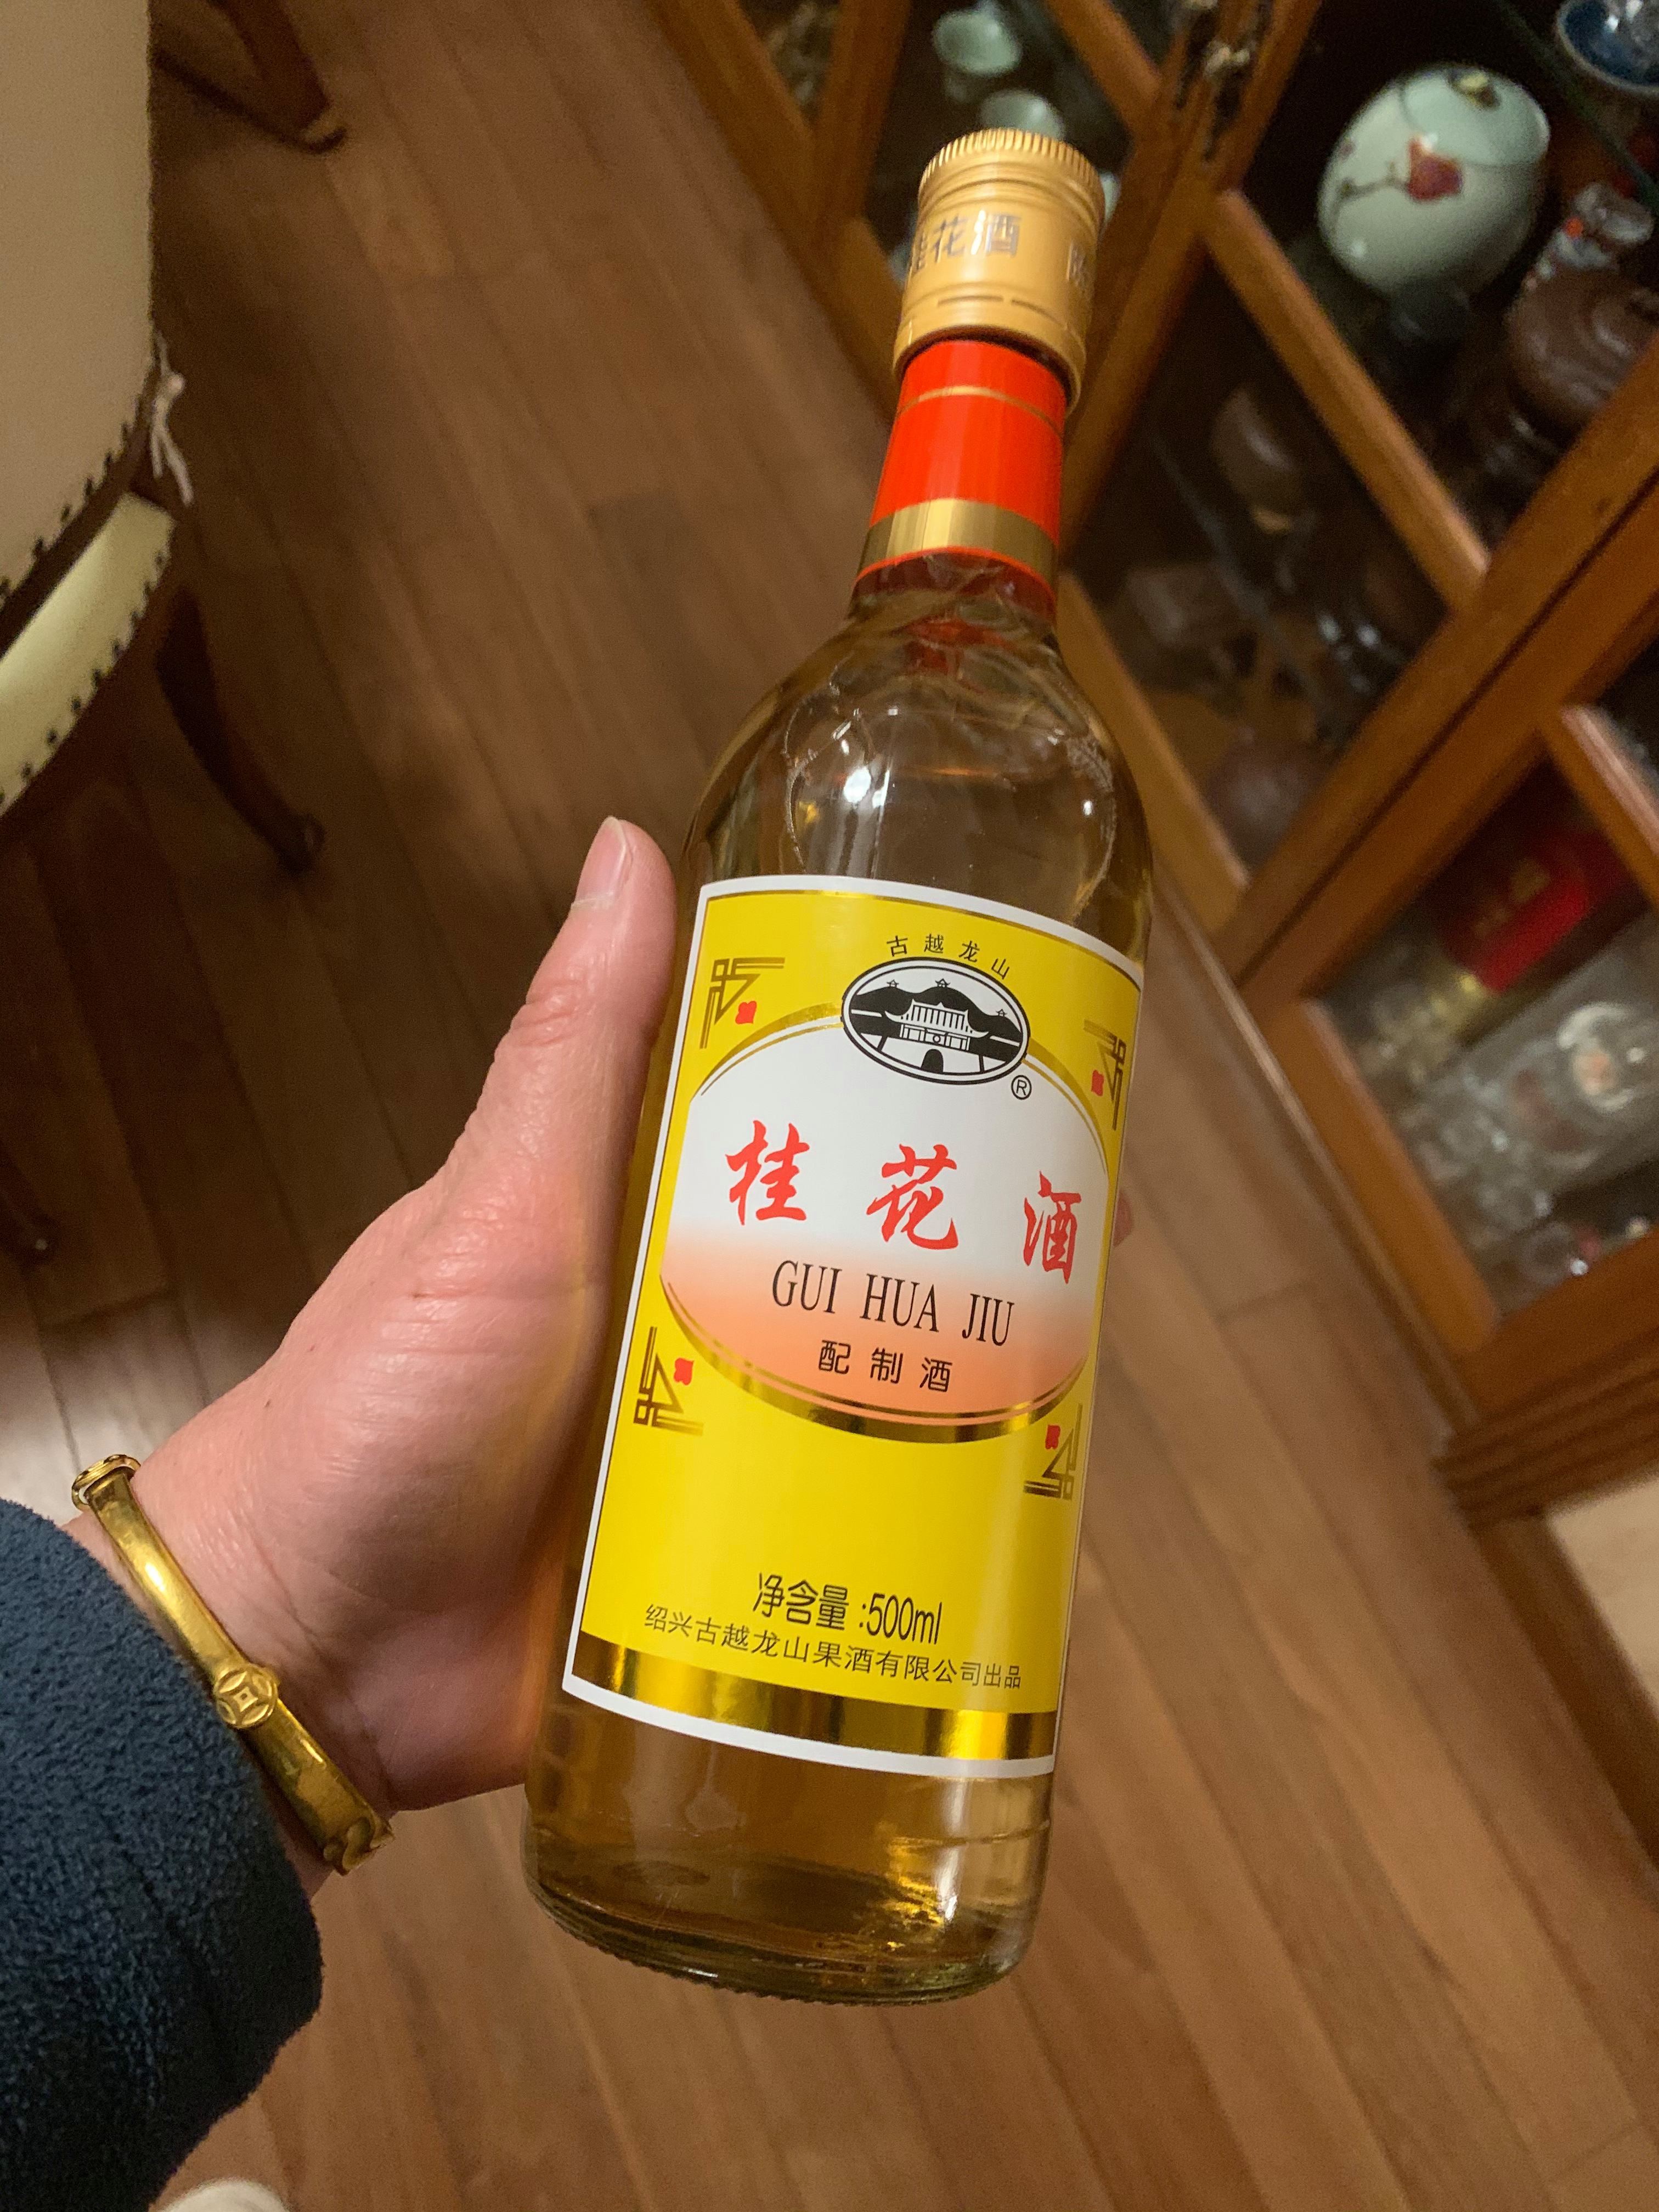 桂花酒
古越龙山
®
桂花酒
GUI HUA JIU
配制酒
净含量:500ml
绍兴古越龙山果酒有限公司出品